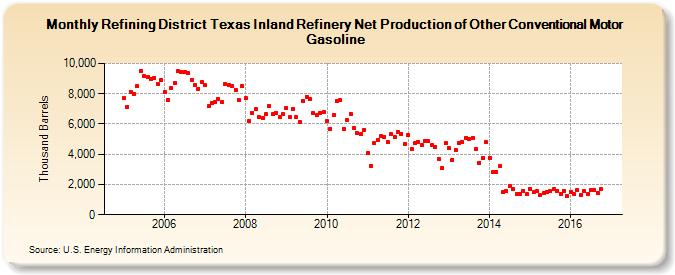 Monthly Refining District Texas Inland Refinery Net Production of Other Conventional Motor
Gasoline
Thousand Barrels
10,000
8,000
6,000
4,000
2,000
0
2006 2008 2010 2012 2014 2016
Source: U.S. Energy Information Administration